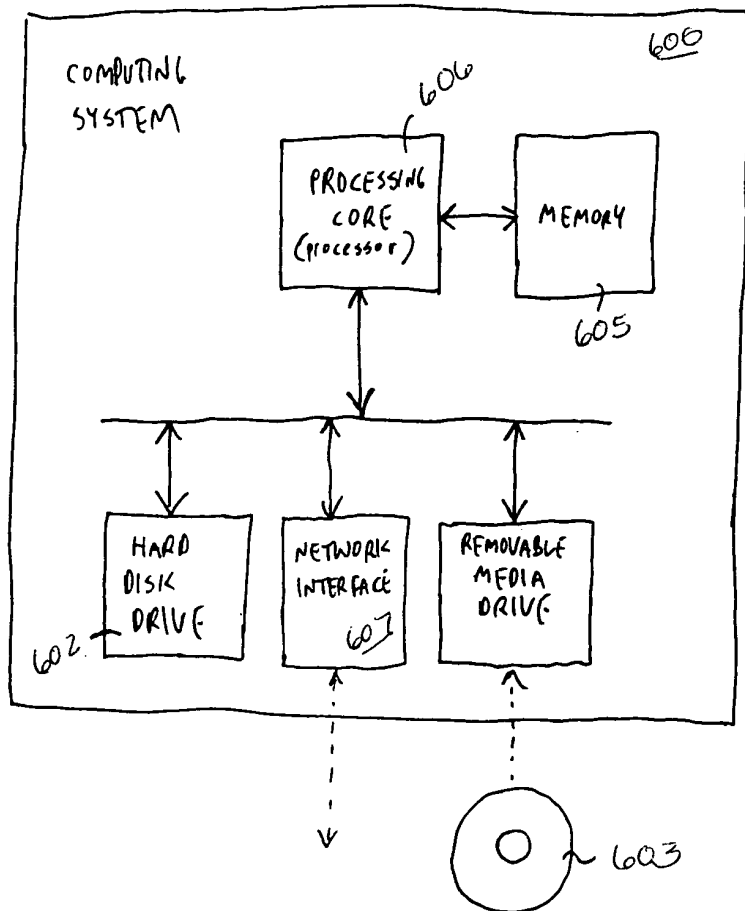 600
COMPUTING
SYSTEM
606
PROCESSING
CORE
(processor)
MEMORY
605
HARD
DISK
DRIVE
602
NETWORK
INTERFACE
607
REMOVABLE
MEDIA
DRIVE
603